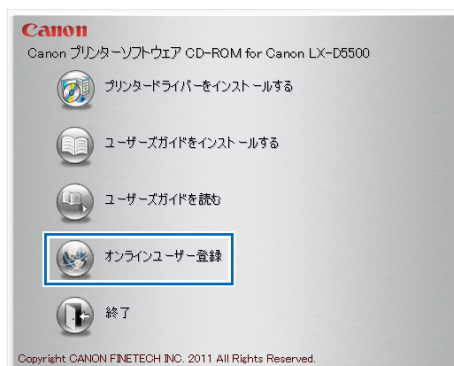 Canon
Canon プリンターソフトウェア CD-ROM for Canon LX-D5500
プリンタードライバーをインストールする
ユーザーズガイドをインストールする
ユーザーズガイドを読む
オンラインユーザー登録
終了
Copyright CANON FINETECH INC. 2011 All Rights Reserved.